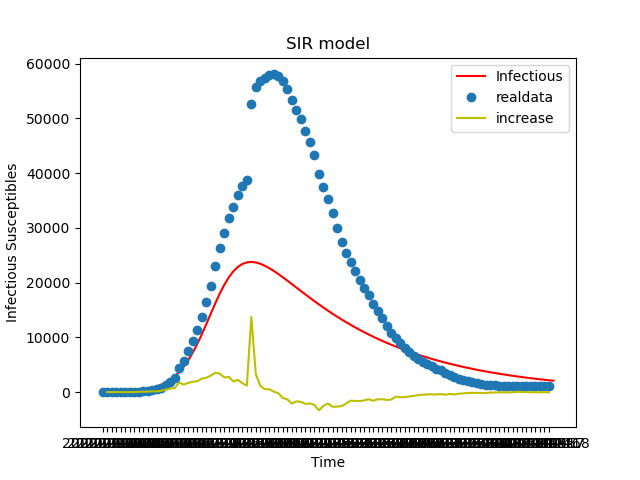 SIR model
Infectious
realdata
increase
60000
50000
40000
30000
20000
10000
0
Infectious Susceptibles
Time